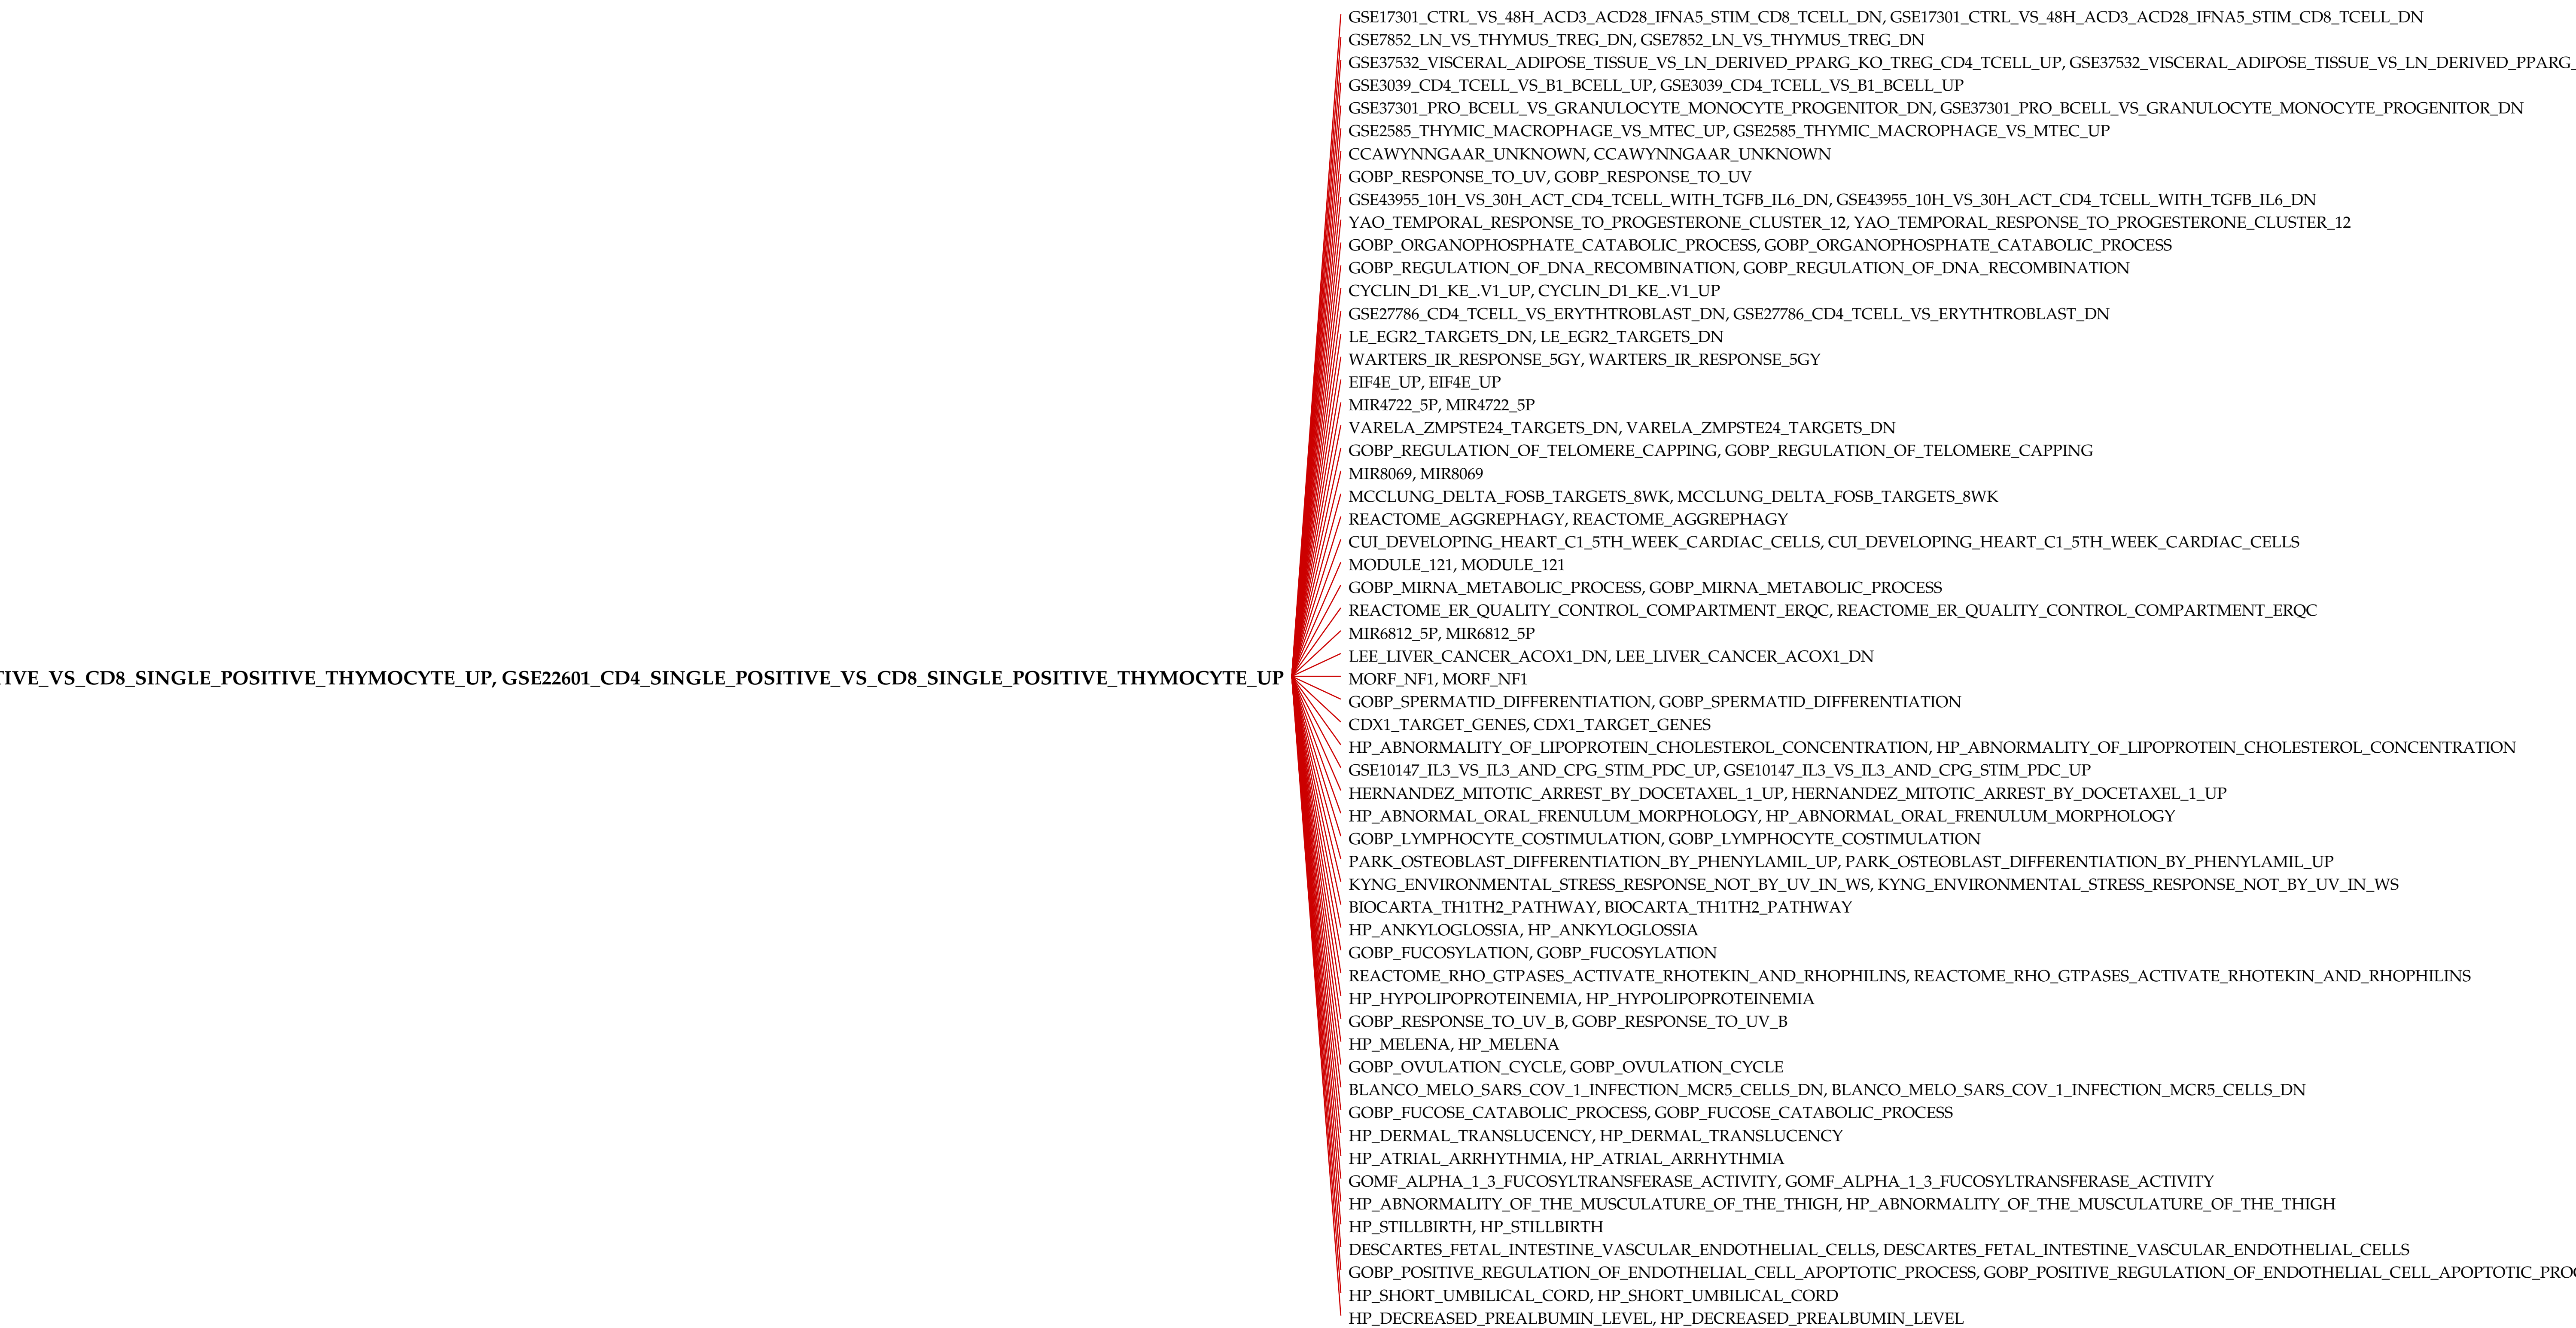 GSE17301_CTRL_VS_48H_ACD3_ACD28_IFNA5_STIM_CD8_TCELL_DN, GSE17301_CTRL_VS_48H_ACD3_ACD28_IFNA5_STIM_CD8_TCELL_DN
GSE7852_LN_VS_THYMUS_TREG_DN, GSE7852_LN_VS_THYMUS_TREG_DN
GSE37532_VISCERAL_ADIPOSE_TISSUE_VS_LN_DERIVED_PPARG_KO_TREG_CD4_TCELL_UP, GSE37532_VISCERAL_ADIPOSE_TISSUE_VS_LN_DERIVED_PPARG_
GSE3039_CD4_TCELL_VS_B1_BCELL_UP, GSE3039_CD4_TCELL_VS_B1_BCELL_UP
GSE37301_PRO_BCELL_VS_GRANULOCYTE_MONOCYTE_PROGENITOR_DN, GSE37301_PRO_BCELL_VS_GRANULOCYTE_MONOCYTE_PROGENITOR_DN
GSE2585_THYMIC_MACROPHAGE_VS_MTEC_UP, GSE2585_THYMIC_MACROPHAGE_VS_MTEC_UP
CCAWYNNGAAR_UNKNOWN, CCAWYNNGAAR_UNKNOWN
GOBP_RESPONSE_TO_UV, GOBP_RESPONSE_TO_UV
GSE43955_10H_VS_30H_ACT_CD4_TCELL_WITH_TGFB_IL6_DN, GSE43955_10H_VS_30H_ACT_CD4_TCELL_WITH_TGFB_IL6_DN
YAO_TEMPORAL_RESPONSE_TO_PROGESTERONE_CLUSTER_12, YAO_TEMPORAL_RESPONSE_TO_PROGESTERONE_CLUSTER_12
GOBP_ORGANOPHOSPHATE_CATABOLIC_PROCESS, GOBP_ORGANOPHOSPHATE_CATABOLIC_PROCESS
GOBP_REGULATION_OF_DNA_RECOMBINATION, GOBP_REGULATION_OF_DNA_RECOMBINATION
CYCLIN_D1_KE_.V1_UP, CYCLIN_D1_KE_.V1_UP
GSE27786_CD4_TCELL_VS_ERYTHTROBLAST_DN, GSE27786_CD4_TCELL_VS_ERYTHTROBLAST_DN
LE_EGR2_TARGETS_DN, LE_EGR2_TARGETS_DN
WARTERS_IR_RESPONSE_5GY, WARTERS_IR_RESPONSE_5GY
EIF4E_UP, EIF4E_UP
MIR4722_5P, MIR4722_5P
VARELA_ZMPSTE24_TARGETS_DN, VARELA_ZMPSTE24_TARGETS_DN
GOBP_REGULATION_OF_TELOMERE_CAPPING, GOBP_REGULATION_OF_TELOMERE_CAPPING
MIR8069, MIR8069
MCCLUNG_DELTA_FOSB_TARGETS_8WK, MCCLUNG_DELTA_FOSB_TARGETS_8WK
REACTOME_AGGREPHAGY, REACTOME_AGGREPHAGY
CUI_DEVELOPING_HEART_C1_5TH_WEEK_CARDIAC_CELLS, CUI_DEVELOPING_HEART_C1_5TH_WEEK_CARDIAC_CELLS
MODULE_121, MODULE_121
GOBP_MIRNA_METABOLIC_PROCESS, GOBP_MIRNA_METABOLIC_PROCESS
REACTOME_ER_QUALITY_CONTROL_COMPARTMENT_ERQC, REACTOME_ER_QUALITY_CONTROL_COMPARTMENT_ERQC
MIR6812_5P, MIR6812_5P
LEE_LIVER_CANCER_ACOX1_DN, LEE_LIVER_CANCER_ACOX1_DN
TIVE_VS_CD8_SINGLE_POSITIVE_THYMOCYTE_UP, GSE22601_CD4_SINGLE_POSITIVE_VS_CD8_SINGLE_POSITIVE_THYMOCYTE_UP
MORF_NF1, MORF_NF1
GOBP_SPERMATID_DIFFERENTIATION, GOBP_SPERMATID_DIFFERENTIATION
CDX1_TARGET_GENES, CDX1_TARGET_GENES
HP_ABNORMALITY_OF_LIPOPROTEIN_CHOLESTEROL_CONCENTRATION, HP_ABNORMALITY_OF_LIPOPROTEIN_CHOLESTEROL_CONCENTRATION
GSE10147_IL3_VS_IL3_AND_CPG_STIM_PDC_UP, GSE10147_IL3_VS_IL3_AND_CPG_STIM_PDC_UP
HERNANDEZ_MITOTIC_ARREST_BY_DOCETAXEL_1_UP, HERNANDEZ_MITOTIC_ARREST_BY_DOCETAXEL_1_UP
HP_ABNORMAL_ORAL_FRENULUM_MORPHOLOGY, HP_ABNORMAL_ORAL_FRENULUM_MORPHOLOGY
GOBP_LYMPHOCYTE_COSTIMULATION, GOBP_LYMPHOCYTE_COSTIMULATION
PARK_OSTEOBLAST_DIFFERENTIATION_BY_PHENYLAMIL_UP, PARK_OSTEOBLAST_DIFFERENTIATION_BY_PHENYLAMIL_UP
KYNG_ENVIRONMENTAL_STRESS_RESPONSE_NOT_BY_UV_IN_WS, KYNG_ENVIRONMENTAL_STRESS_RESPONSE_NOT_BY_UV_IN_WS
BIOCARTA_TH1TH2_PATHWAY, BIOCARTA_TH1TH2_PATHWAY
HP_ANKYLOGLOSSIA, HP_ANKYLOGLOSSIA
GOBP_FUCOSYLATION, GOBP_FUCOSYLATION
REACTOME_RHO_GTPASES_ACTIVATE_RHOTEKIN_AND_RHOPHILINS, REACTOME_RHO_GTPASES_ACTIVATE_RHOTEKIN_AND_RHOPHILINS
HP_HYPOLIPOPROTEINEMIA, HP_HYPOLIPOPROTEINEMIA
GOBP_RESPONSE_TO_UV_B, GOBP_RESPONSE_TO_UV_B
HP_MELENA, HP_MELENA
GOBP_OVULATION_CYCLE, GOBP_OVULATION_CYCLE
BLANCO_MELO_SARS_COV_1_INFECTION_MCR5_CELLS_DN, BLANCO_MELO_SARS_COV_1_INFECTION_MCR5_CELLS_DN
GOBP_FUCOSE_CATABOLIC_PROCESS, GOBP_FUCOSE_CATABOLIC_PROCESS
HP_DERMAL_TRANSLUCENCY, HP_DERMAL_TRANSLUCENCY
HP_ATRIAL_ARRHYTHMIA, HP_ATRIAL_ARRHYTHMIA
GOMF_ALPHA_1_3_FUCOSYLTRANSFERASE_ACTIVITY, GOMF_ALPHA_1_3_FUCOSYLTRANSFERASE_ACTIVITY
HP_ABNORMALITY_OF_THE_MUSCULATURE_OF_THE_THIGH, HP_ABNORMALITY_OF_THE_MUSCULATURE_OF_THE_THIGH
HP_STILLBIRTH, HP_STILLBIRTH
DESCARTES_FETAL_INTESTINE_VASCULAR_ENDOTHELIAL_CELLS, DESCARTES_FETAL_INTESTINE_VASCULAR_ENDOTHELIAL_CELLS
GOBP_POSITIVE_REGULATION_OF_ENDOTHELIAL_CELL_APOPTOTIC_PROCESS, GOBP_POSITIVE_REGULATION_OF_ENDOTHELIAL_CELL_APOPTOTIC_PRO
HP_SHORT_UMBILICAL_CORD, HP_SHORT_UMBILICAL_CORD
HP_DECREASED_PREALBUMIN_LEVEL, HP_DECREASED_PREALBUMIN_LEVEL